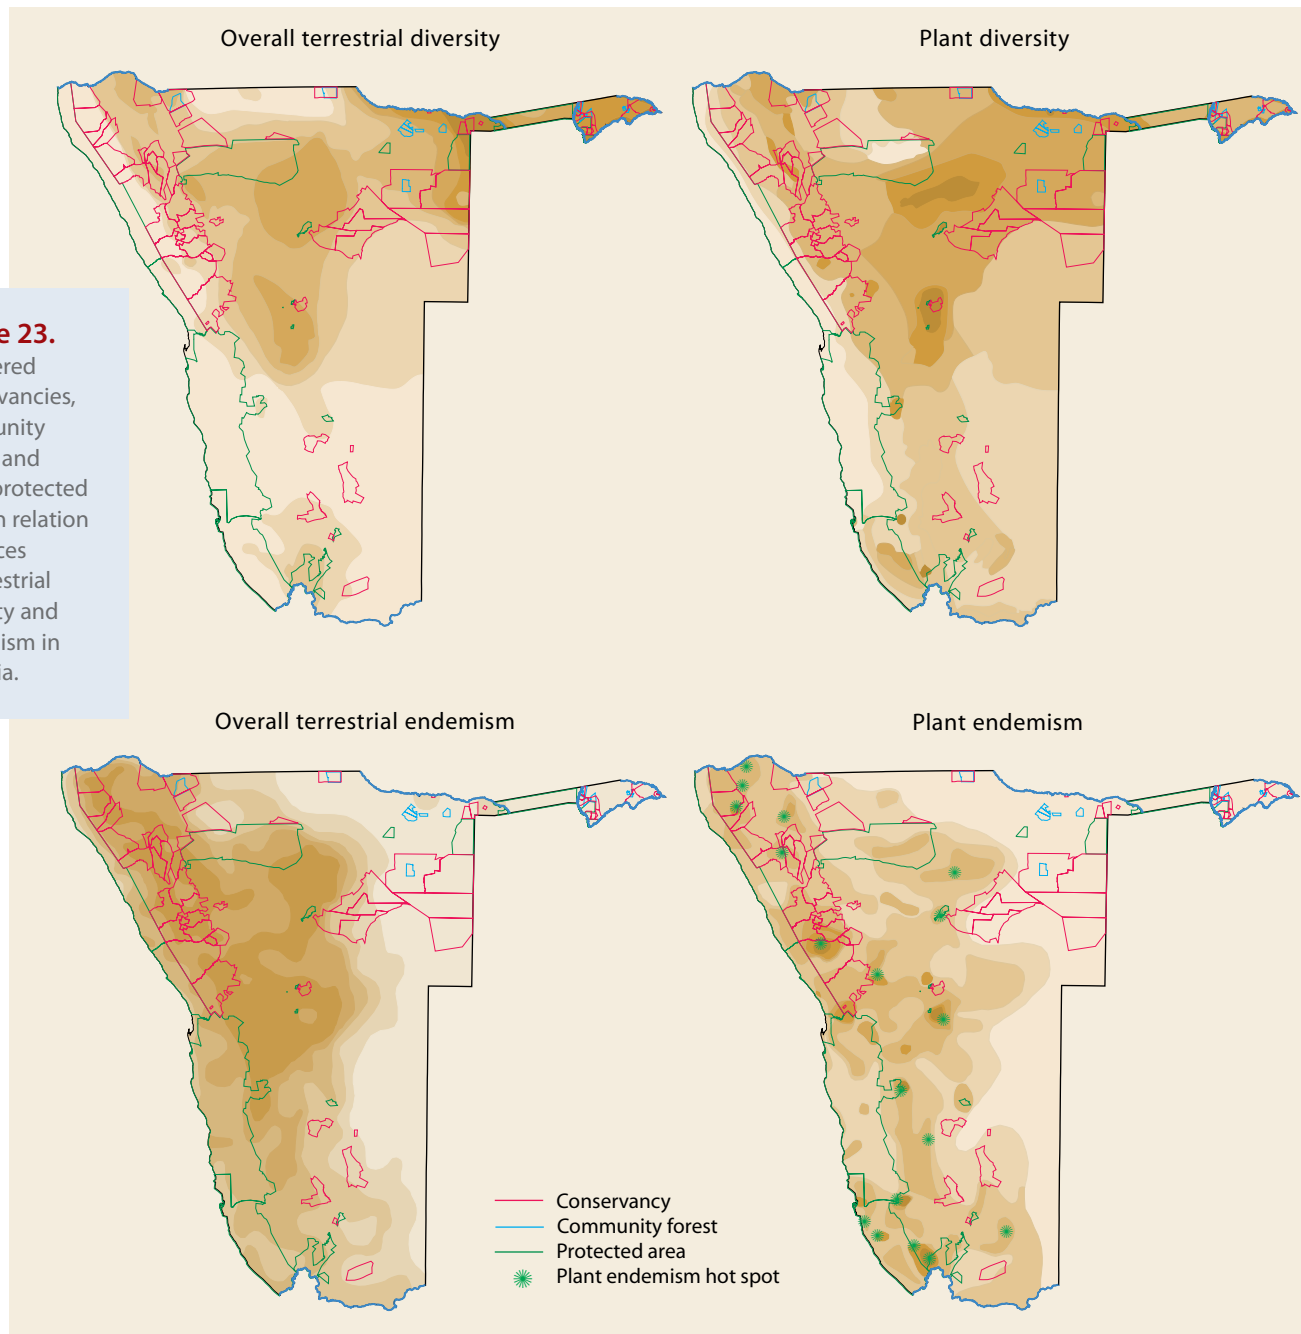 Overall terrestrial diversity
Plant diversity
e 23.
ered
vancies,
unity
and
protected
n relation
ces
estrial
ty and
ism in
ia.
Overall terrestrial endemism
Plant endemism
Conservancy
Community forest
Protected area
Plant endemism hot spot